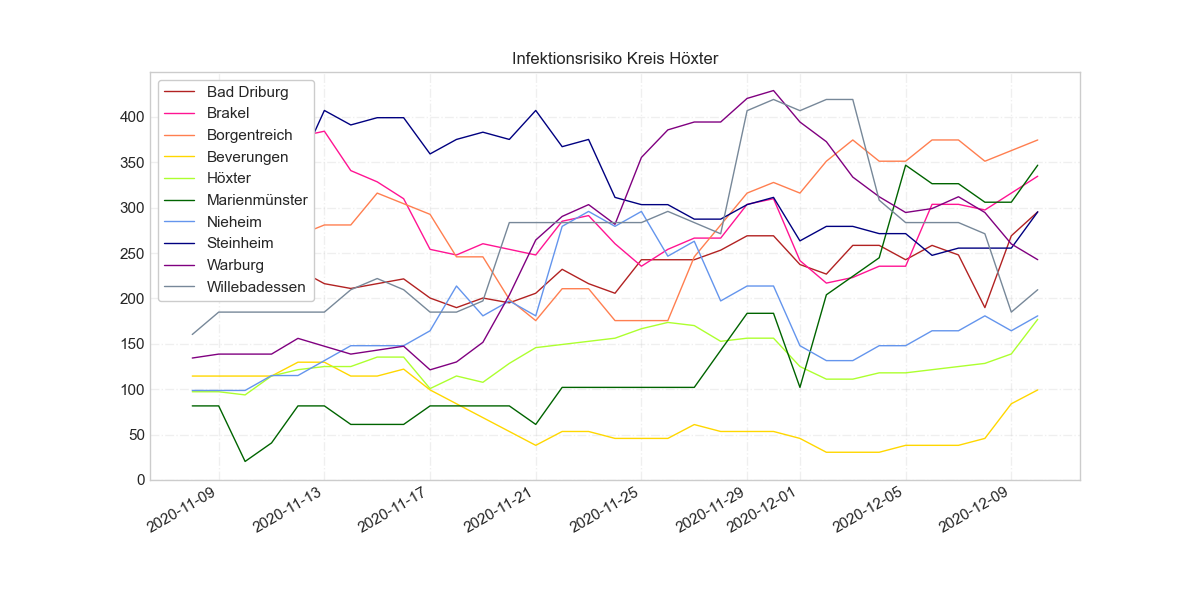 Infektionsrisiko Kreis Höxter
Bad Driburg
Brakel
Borgentreich
Beverungen
Höxter
Marienmünster
Nieheim
Steinheim
Warburg
Willebadessen
400
350
300
250
200
150
100
50
0
2020-11-09
2020-11-13
2020-11-17
2020-11-21
2020-11-25
2020-11-29
2020-12-01
2020-12-05
2020-12-09